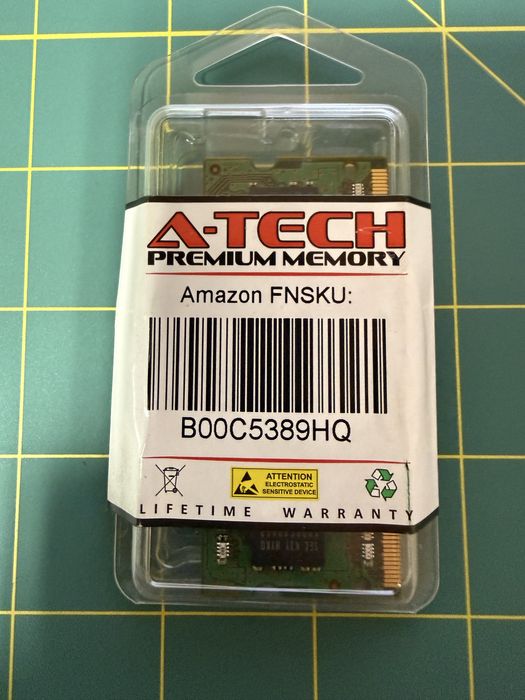 A-TECH
PREMIUM MEMORY
Amazon FNSKU:
B00C5389HQ
ATTENTION
ELECTROSTATIC
SENSITIVE DEVICE
LIFETIME WARRANTY